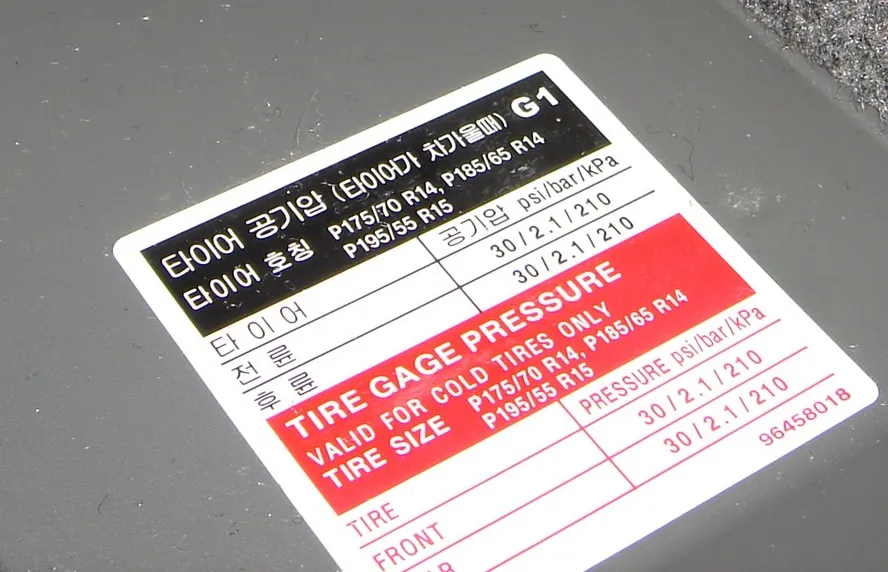 타이어 공기압 (타이어가 차가울때) G1
타이어 호칭 P175/70 R14, P185/65 R14
P195/55 R15
타이어 공기압 psi/bar/kPa
전 륜 30/2.1/210
후 륜 30/2.1/210
TIRE GAGE PRESSURE
VALID FOR COLD TIRES ONLY
TIRE SIZE P175/70 R14, P185/65 R14
P195/55 R15
TIRE PRESSURE psi/bar/kPa
FRONT 30/2.1/210
30/2.1/210
96458018